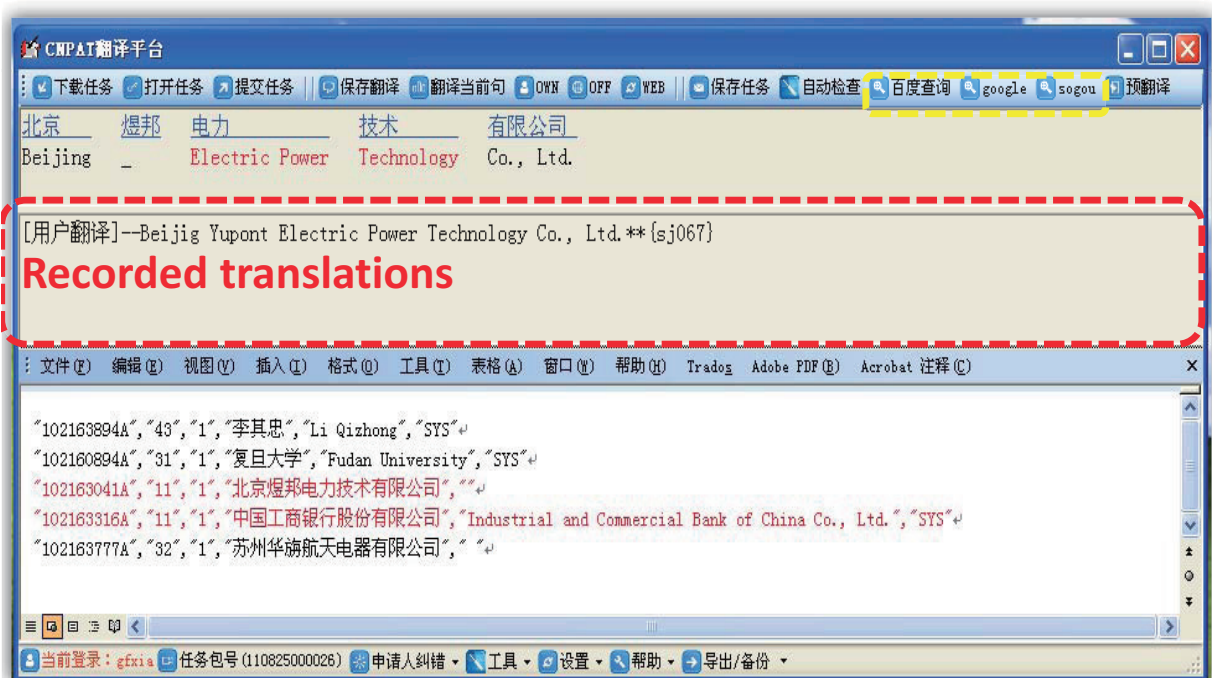 CNPAT翻译平台
下载任务 打开任务 提交任务 保存翻译 翻译当前句 OWN OFF WEB 保存任务 自动检查 百度查询 google sogou 预翻译
北京 煜邦 电力 技术 有限公司
Beijing _ Electric Power Technology Co., Ltd.
[用户翻译]--Beijig Yupont Electric Power Technology Co., Ltd.**{sj067}
Recorded translations
文件(F) 编辑(E) 视图(V) 插入(I) 格式(O) 工具(T) 表格(A) 窗口(W) 帮助(H) Trados Adobe PDF(B) Acrobat 注释(C)
"102163894A","43","1","李其忠","Li Qizhong","SYS"
"102160894A","31","1","复旦大学","Fudan University","SYS"
"102163041A","11","1","北京煜邦电力技术有限公司",""
"102163316A","11","1","中国工商银行股份有限公司","Industrial and Commercial Bank of China Co., Ltd.","SYS"
"102163777A","32","1","苏州华旃航天电器有限公司"," "
当前登录：gfxia 任务包号(110825000026) 申请人纠错 工具 设置 帮助 导出/备份